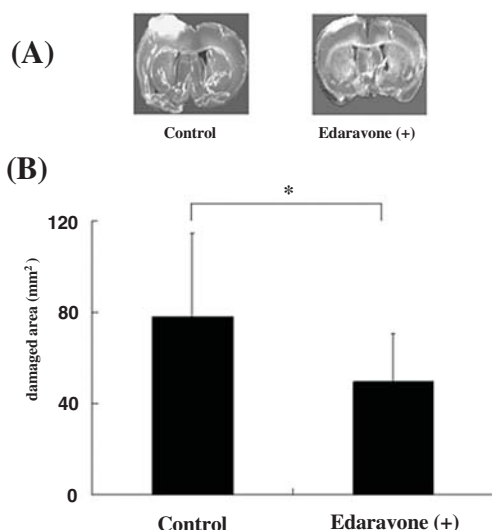 (A)
Control Edaravone (+)
(B)
*
120
80
40
0
damaged area (mm²)
Control Edaravone (+)